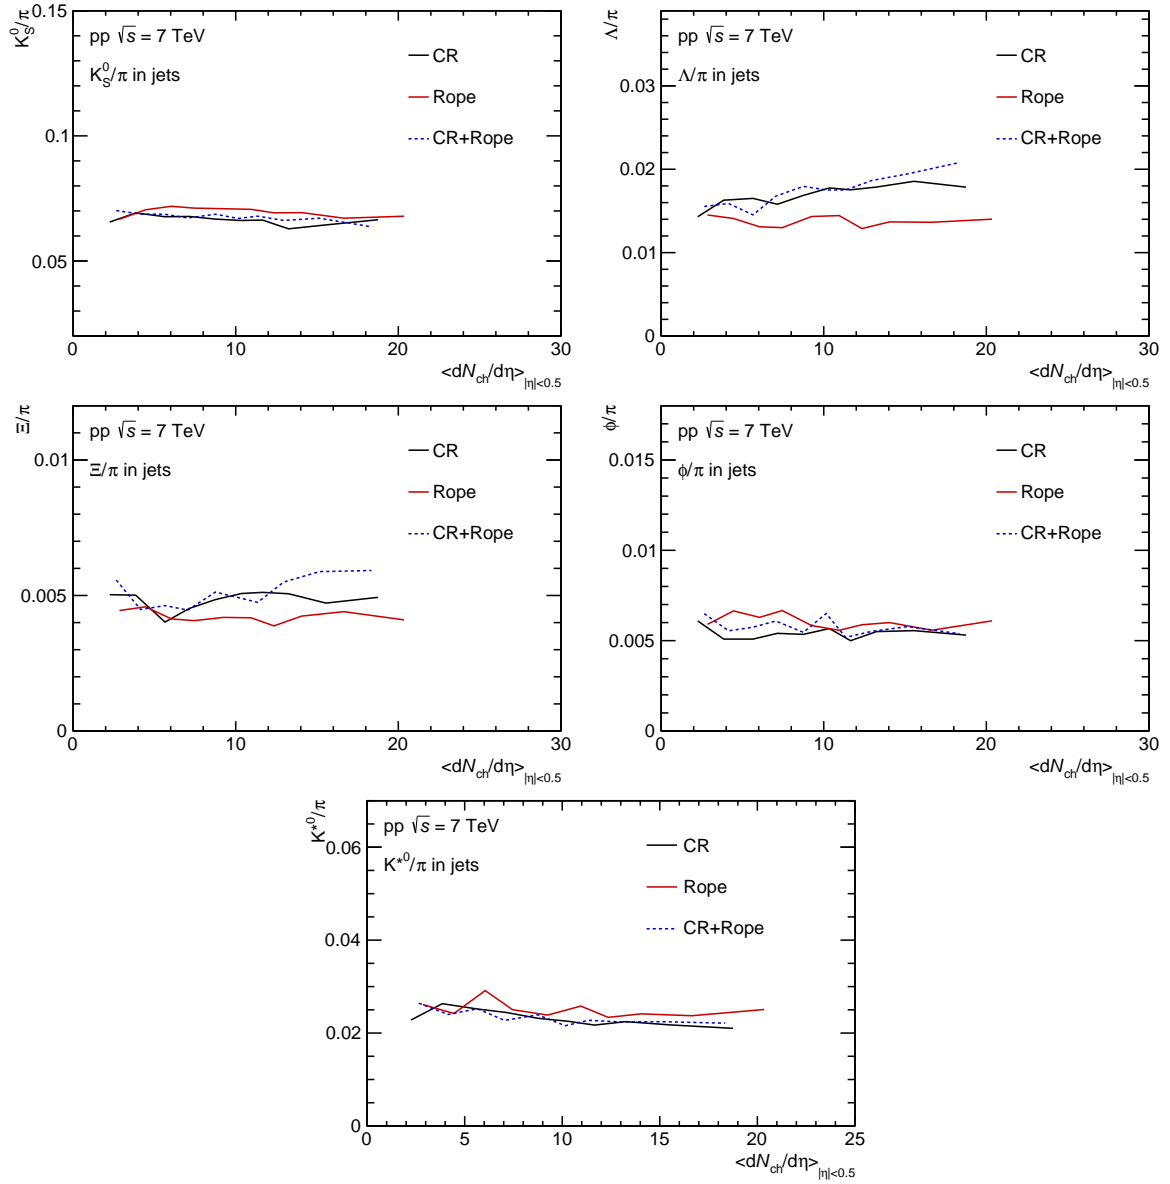 K⁰_S/π
0.15
0.1
0.05
pp √s = 7 TeV
K⁰_S/π in jets
CR
Rope
CR+Rope
0 10 20 30
<dN_ch/dη>_|η|<0.5
Λ/π
0.03
0.02
0.01
0
pp √s = 7 TeV
Λ/π in jets
CR
Rope
CR+Rope
0 10 20 30
<dN_ch/dη>_|η|<0.5
Ξ/π
0.01
0.005
0
pp √s = 7 TeV
Ξ/π in jets
CR
Rope
CR+Rope
0 10 20 30
<dN_ch/dη>_|η|<0.5
ϕ/π
0.015
0.01
0.005
0
pp √s = 7 TeV
ϕ/π in jets
CR
Rope
CR+Rope
0 10 20 30
<dN_ch/dη>_|η|<0.5
K*⁰/π
0.06
0.04
0.02
0
pp √s = 7 TeV
K*⁰/π in jets
CR
Rope
CR+Rope
0 5 10 15 20 25
<dN_ch/dη>_|η|<0.5